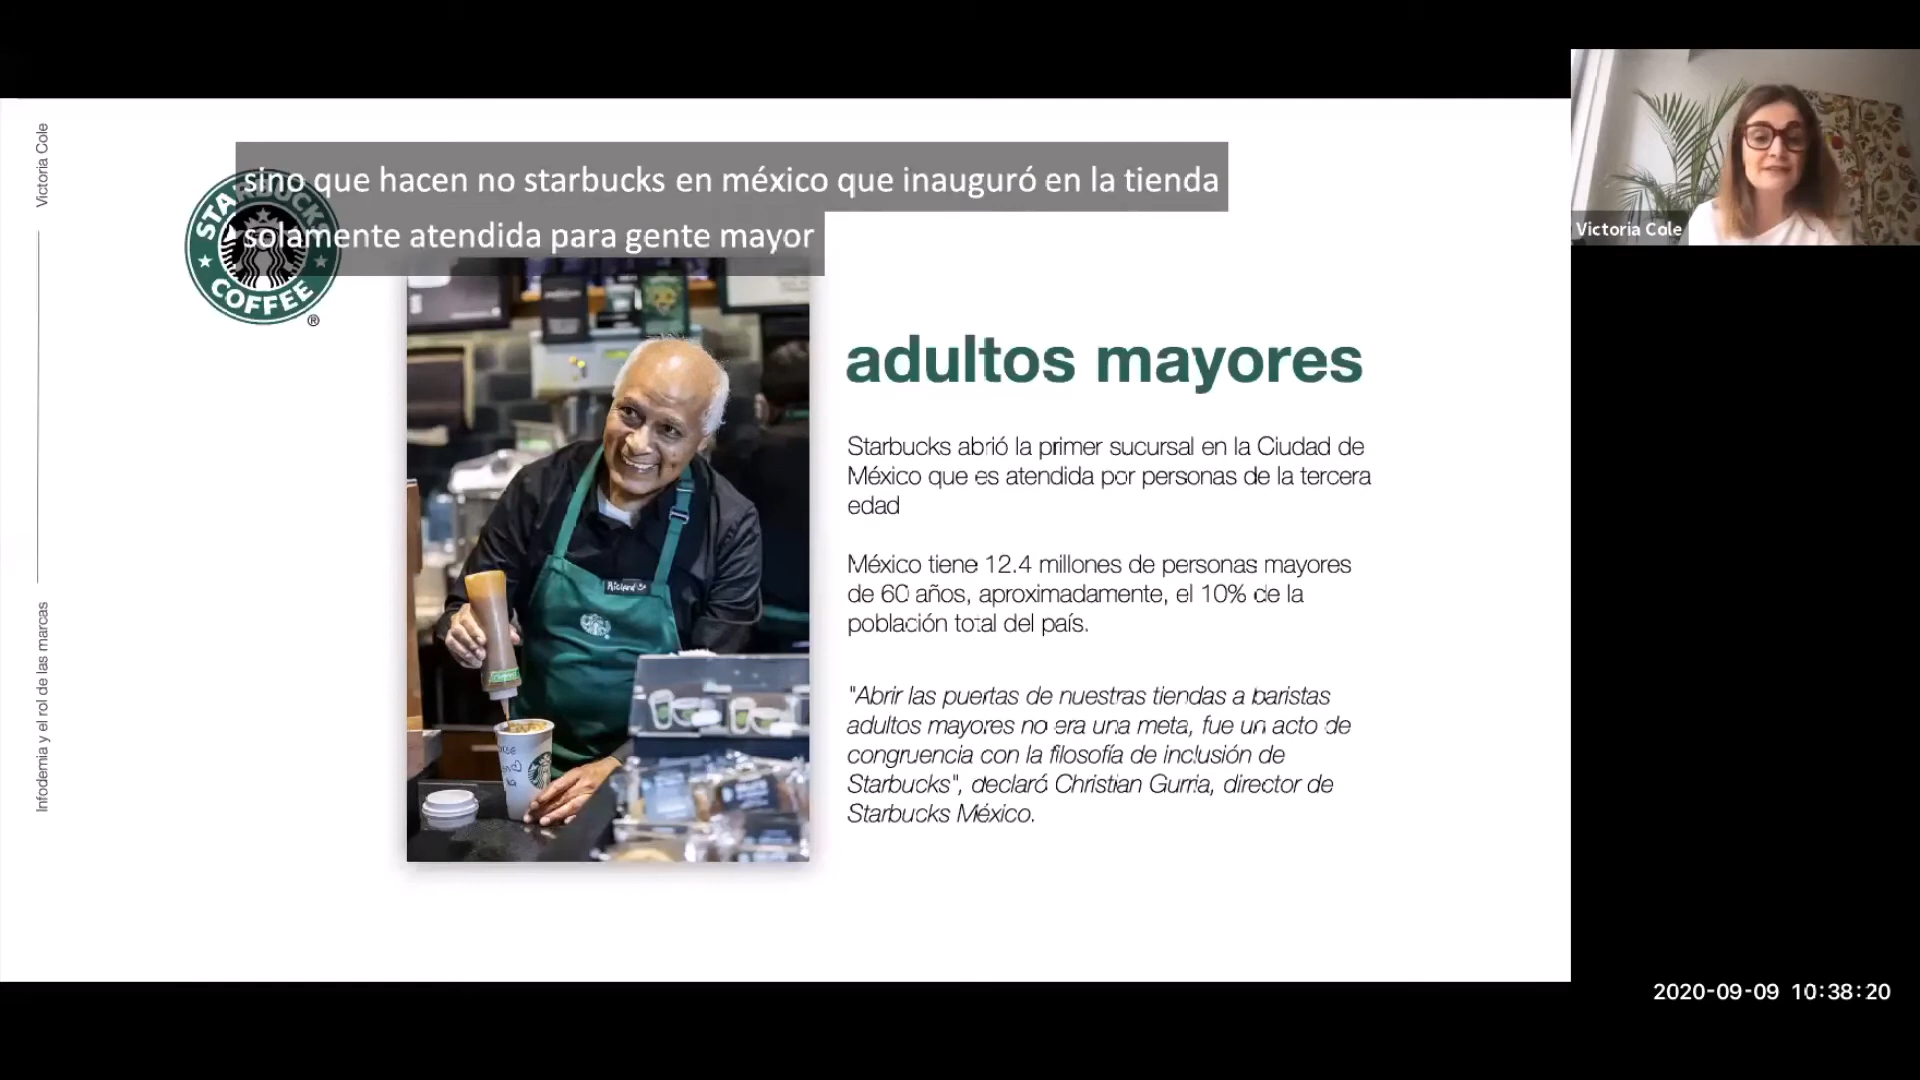 Victoria Cole
Infodemia y el rol de las marcas
sino que hacen no starbucks en méxico que inauguró en la tienda
solamente atendida para gente mayor
STARBUCKS
COFFEE
®
adultos mayores
Starbucks abrió la primer sucursal en la Ciudad de
México que es atendida por personas de la tercera
edad
México tiene 12.4 millones de personas mayores
de 60 años, aproximadamente, el 10% de la
población total del país.
"Abrir las puertas de nuestras tiendas a baristas
adultos mayores no era una meta, fue un acto de
congruencia con la filosofía de inclusión de
Starbucks", declaró Christian Gurria, director de
Starbucks México.
Victoria Cole
2020-09-09 10:38:20